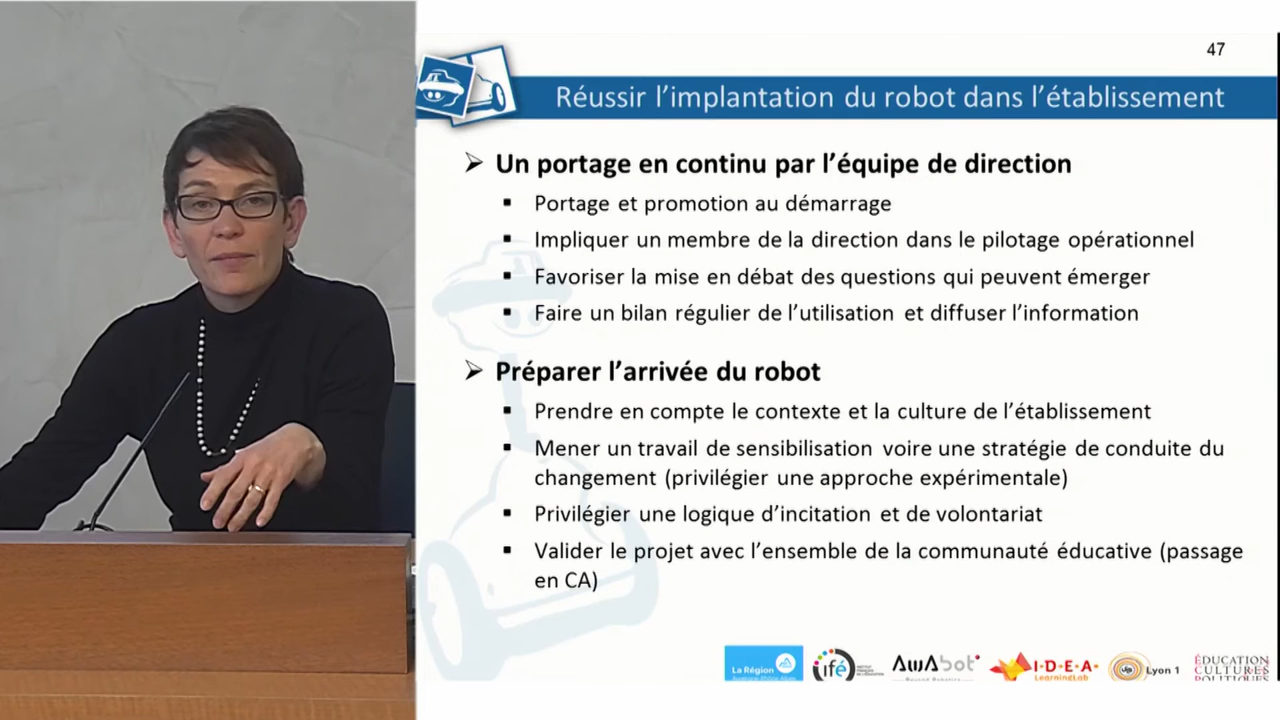 47
Réussir l’implantation du robot dans l’établissement
➢ Un portage en continu par l’équipe de direction
▪ Portage et promotion au démarrage
▪ Impliquer un membre de la direction dans le pilotage opérationnel
▪ Favoriser la mise en débat des questions qui peuvent émerger
▪ Faire un bilan régulier de l’utilisation et diffuser l’information
➢ Préparer l’arrivée du robot
▪ Prendre en compte le contexte et la culture de l’établissement
▪ Mener un travail de sensibilisation voire une stratégie de conduite du
changement (privilégier une approche expérimentale)
▪ Privilégier une logique d’incitation et de volontariat
▪ Valider le projet avec l’ensemble de la communauté éducative (passage
en CA)
La Région
ifé
AwAbot
I·D·E·A·
LearningLab
Lyon 1
ÉDUCATION
CULTURES
POLITIQUES